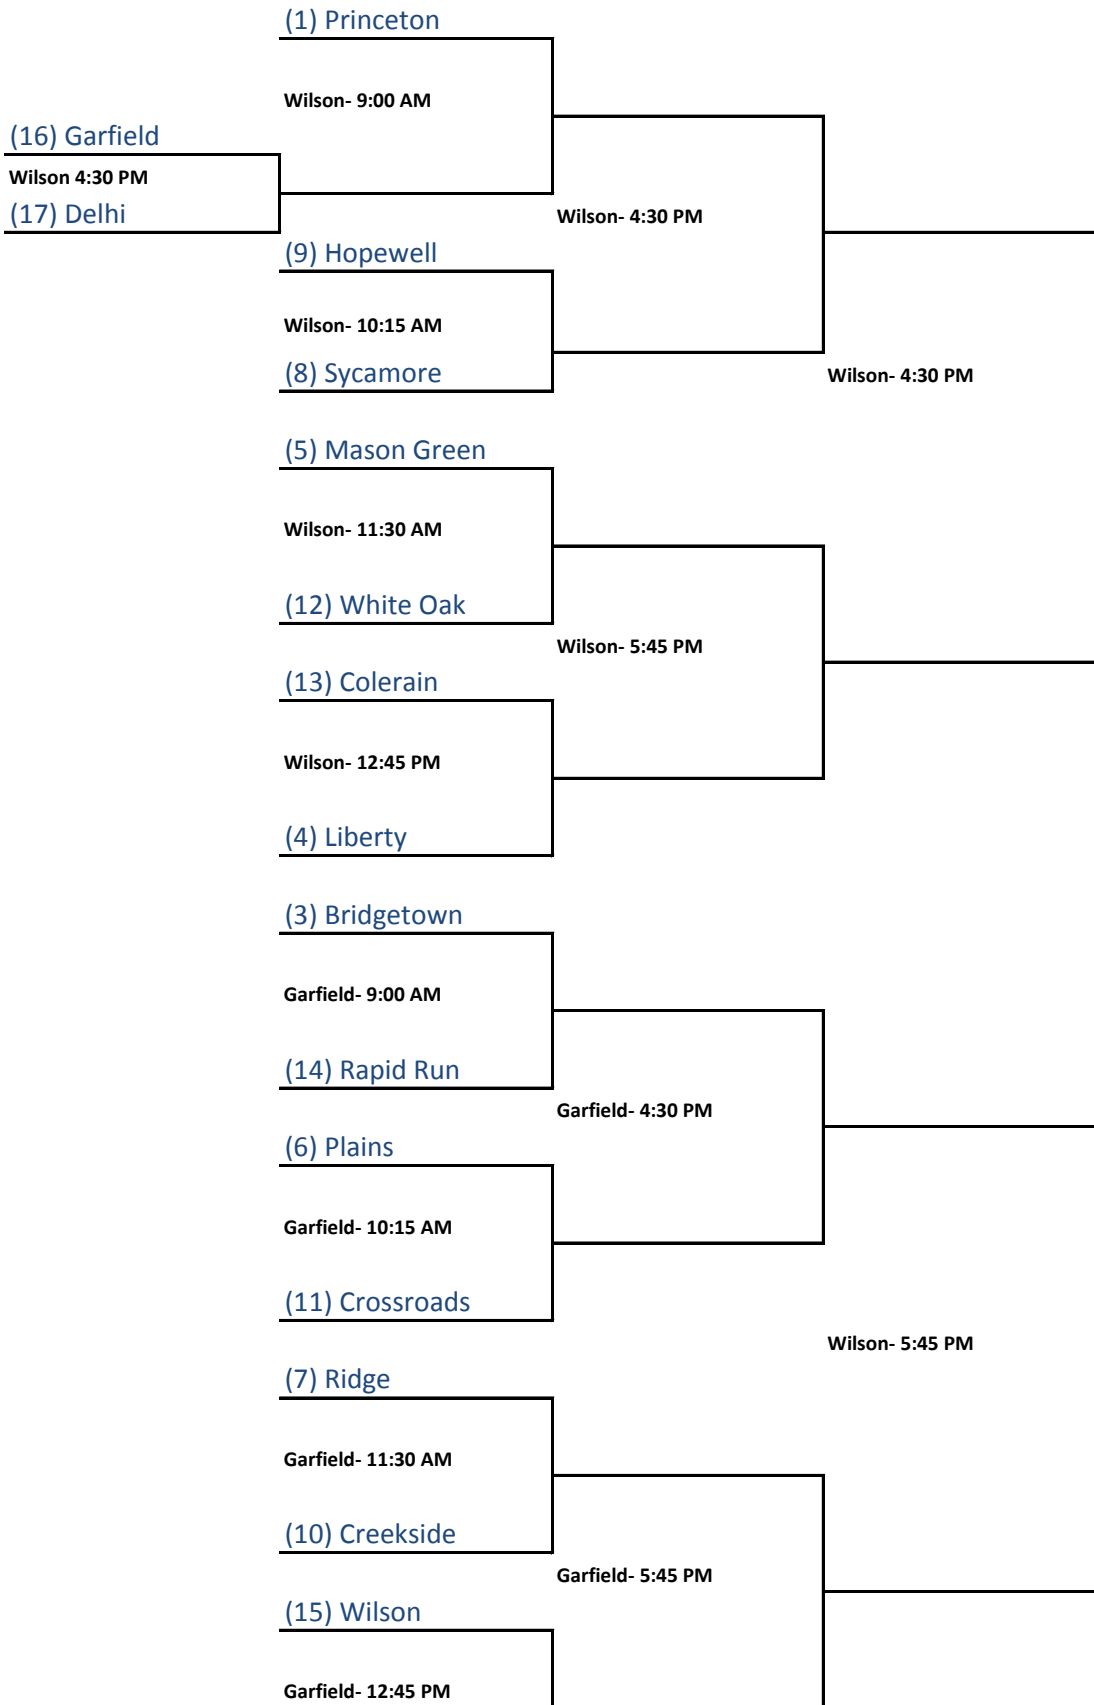 (1) Princeton
Wilson- 9:00 AM
(16) Garfield
Wilson 4:30 PM
(17) Delhi
Wilson- 4:30 PM
(9) Hopewell
Wilson- 10:15 AM
(8) Sycamore
Wilson- 4:30 PM
(5) Mason Green
Wilson- 11:30 AM
(12) White Oak
Wilson- 5:45 PM
(13) Colerain
Wilson- 12:45 PM
(4) Liberty
(3) Bridgetown
Garfield- 9:00 AM
(14) Rapid Run
Garfield- 4:30 PM
(6) Plains
Garfield- 10:15 AM
(11) Crossroads
Wilson- 5:45 PM
(7) Ridge
Garfield- 11:30 AM
(10) Creekside
Garfield- 5:45 PM
(15) Wilson
Garfield- 12:45 PM